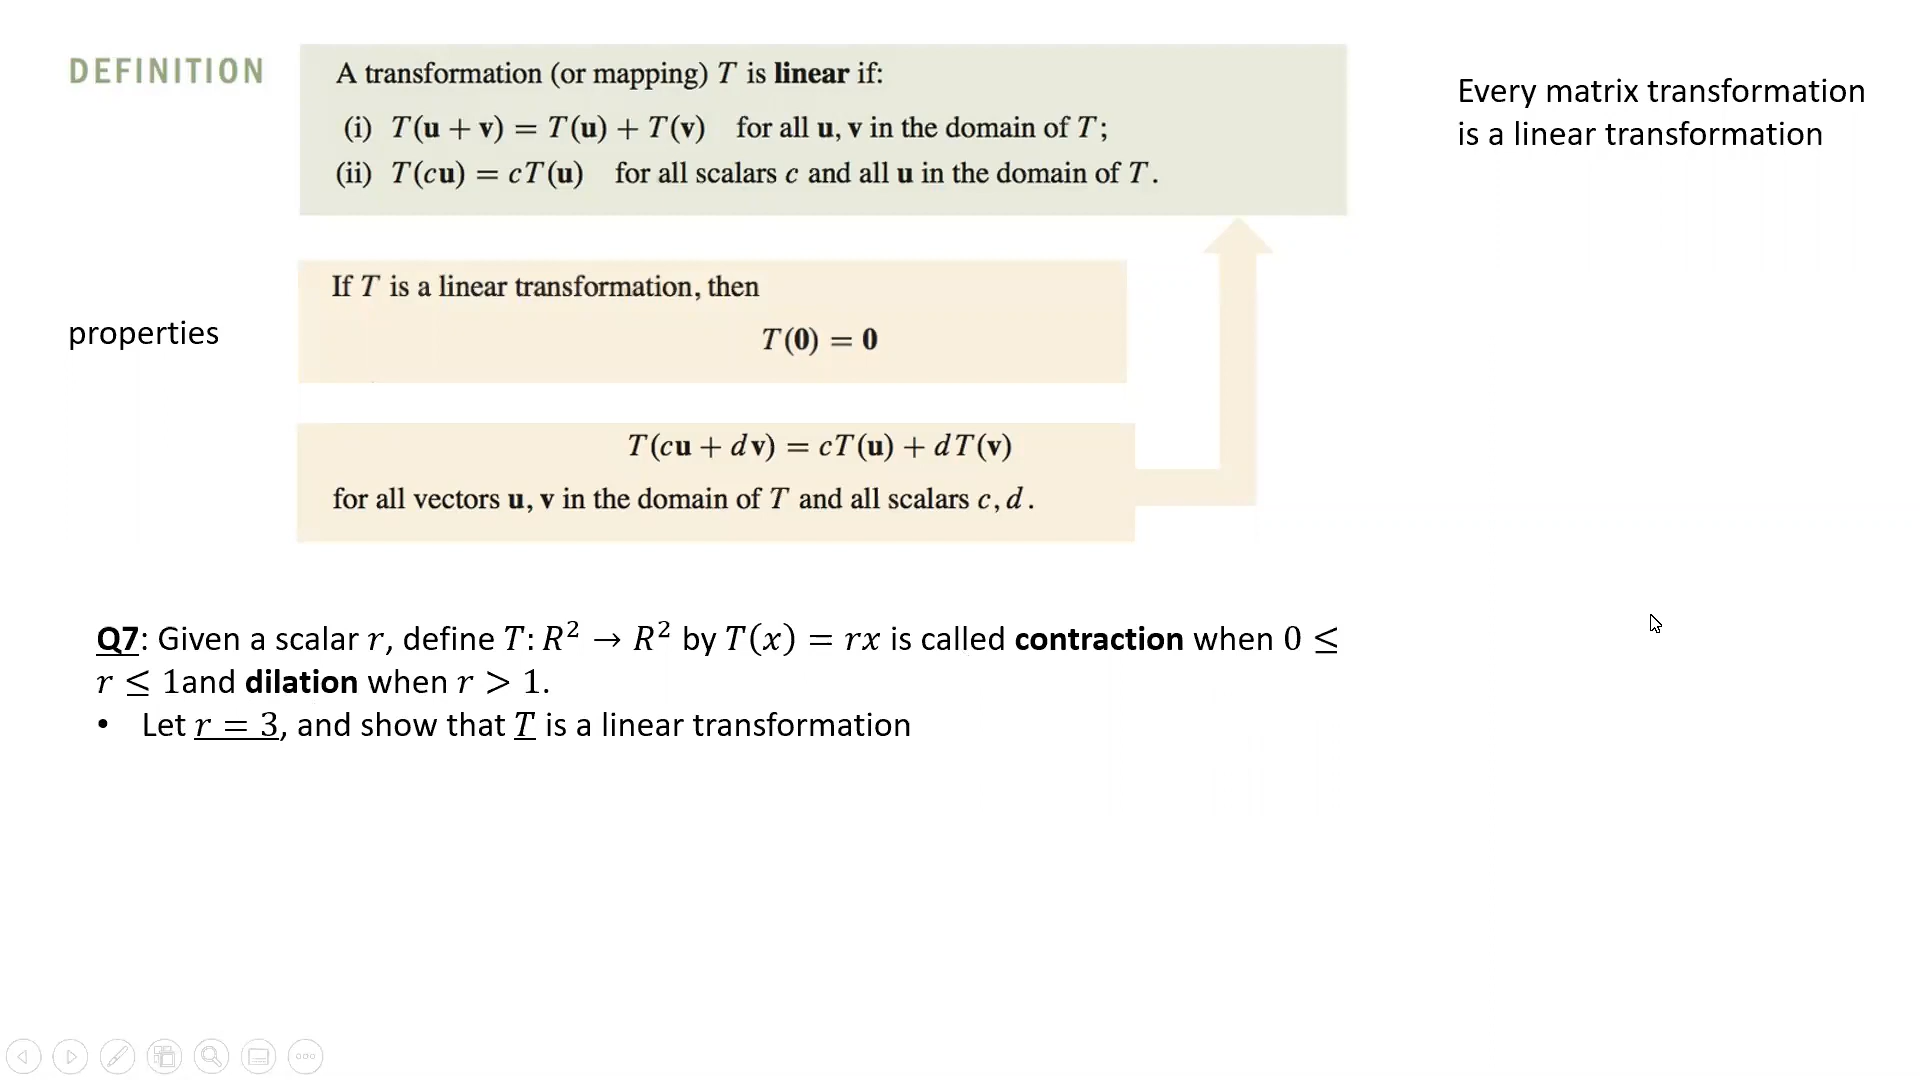 DEFINITION
A transformation (or mapping) T is linear if:
(i) T(u + v) = T(u) + T(v) for all u, v in the domain of T;
(ii) T(cu) = cT(u) for all scalars c and all u in the domain of T.
Every matrix transformation
is a linear transformation
properties
If T is a linear transformation, then
T(0) = 0
T(cu + dv) = cT(u) + dT(v)
for all vectors u, v in the domain of T and all scalars c, d.
Q7: Given a scalar r, define T: R² → R² by T(x) = rx is called contraction when 0 ≤
r ≤ 1and dilation when r > 1.
• Let r = 3, and show that T is a linear transformation